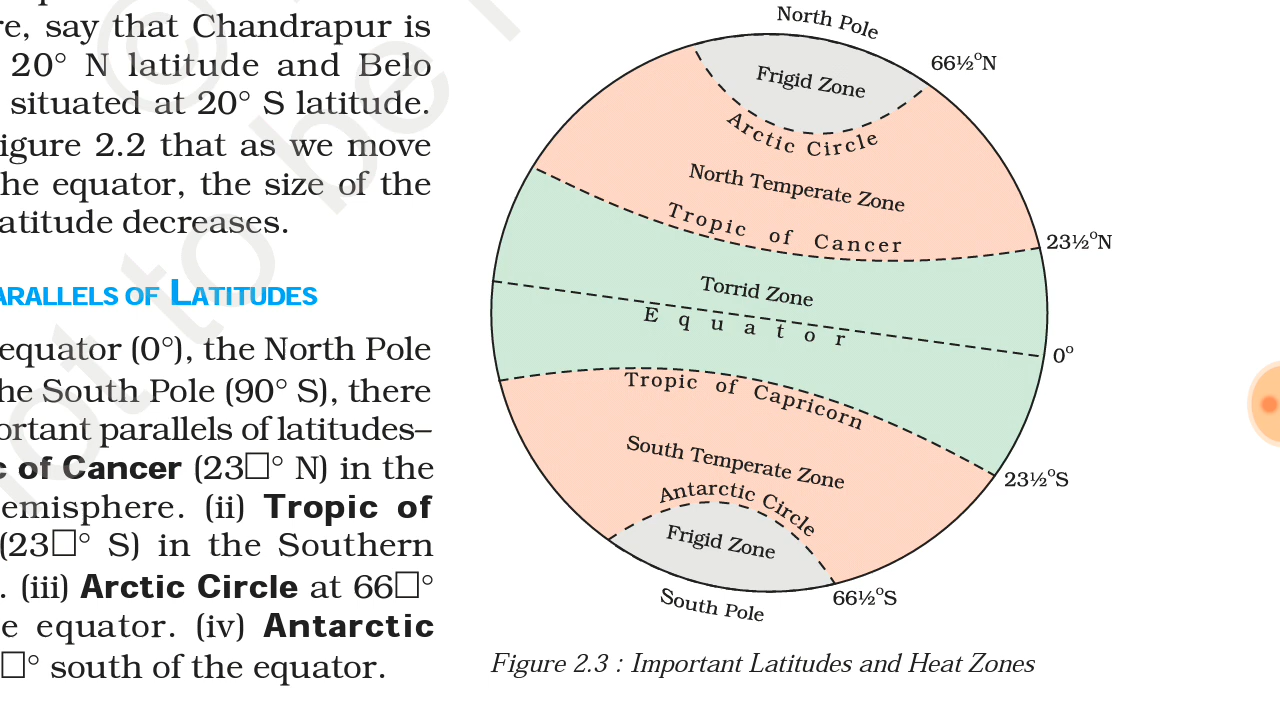 re, say that Chandrapur is
20° N latitude and Belo
situated at 20° S latitude.
igure 2.2 that as we move
he equator, the size of the
atitude decreases.
ARALLELS OF LATITUDES
equator (0°), the North Pole
he South Pole (90° S), there
ortant parallels of latitudes–
c of Cancer (23□° N) in the
emisphere. (ii) Tropic of
(23□° S) in the Southern
. (iii) Arctic Circle at 66□°
e equator. (iv) Antarctic
□° south of the equator.
North Pole
66½°N
Frigid Zone
Arctic Circle
North Temperate Zone
Tropic of Cancer
23½°N
Torrid Zone
Equator
0°
Tropic of Capricorn
South Temperate Zone
23½°S
Antarctic Circle
Frigid Zone
66½°S
South Pole
Figure 2.3 : Important Latitudes and Heat Zones
©
not to be r